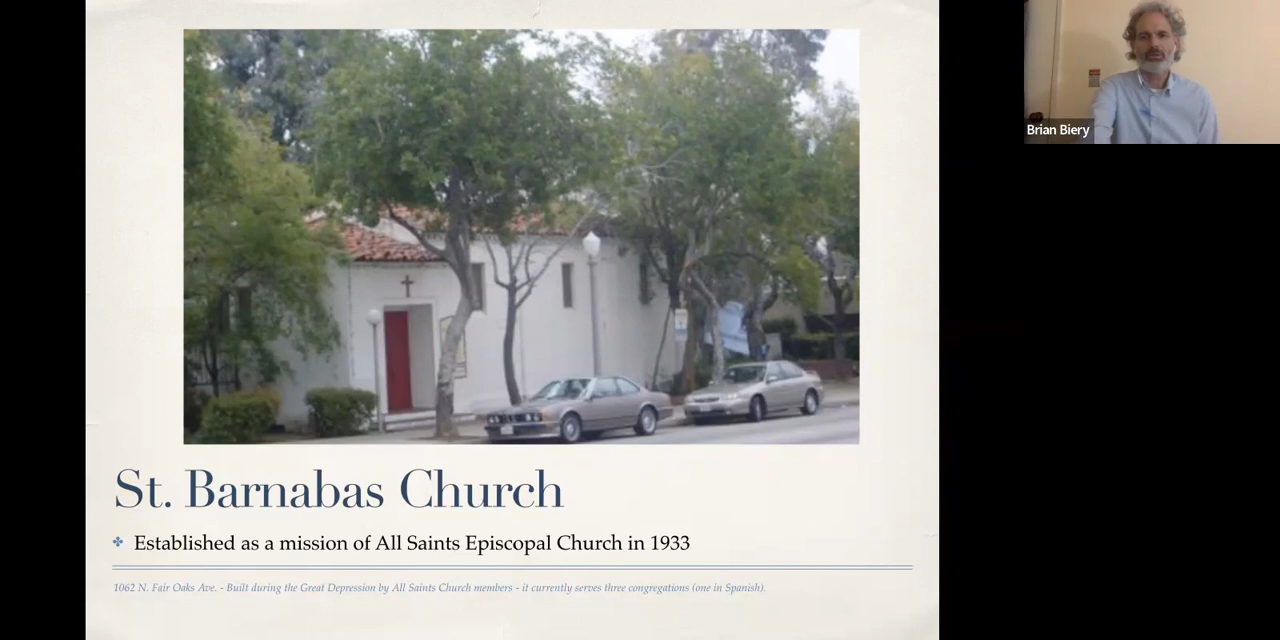 St. Barnabas Church
✤ Established as a mission of All Saints Episcopal Church in 1933
1062 N. Fair Oaks Ave. - Built during the Great Depression by All Saints Church members - it currently serves three congregations (one in Spanish).
Brian Biery